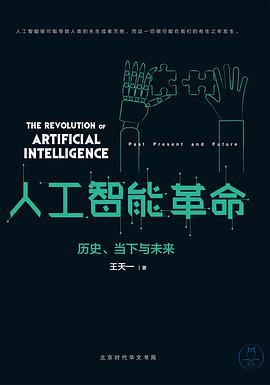 人工智能很可能导致人类的永生或者灭绝，而这一切很可能在我们的有生之年发生。
THE REVOLUTION OF
ARTIFICIAL
INTELLIGENCE
Past Present and Future
人工智能革命
历史、当下与未来
王天一 | 著
北京时代华文书局